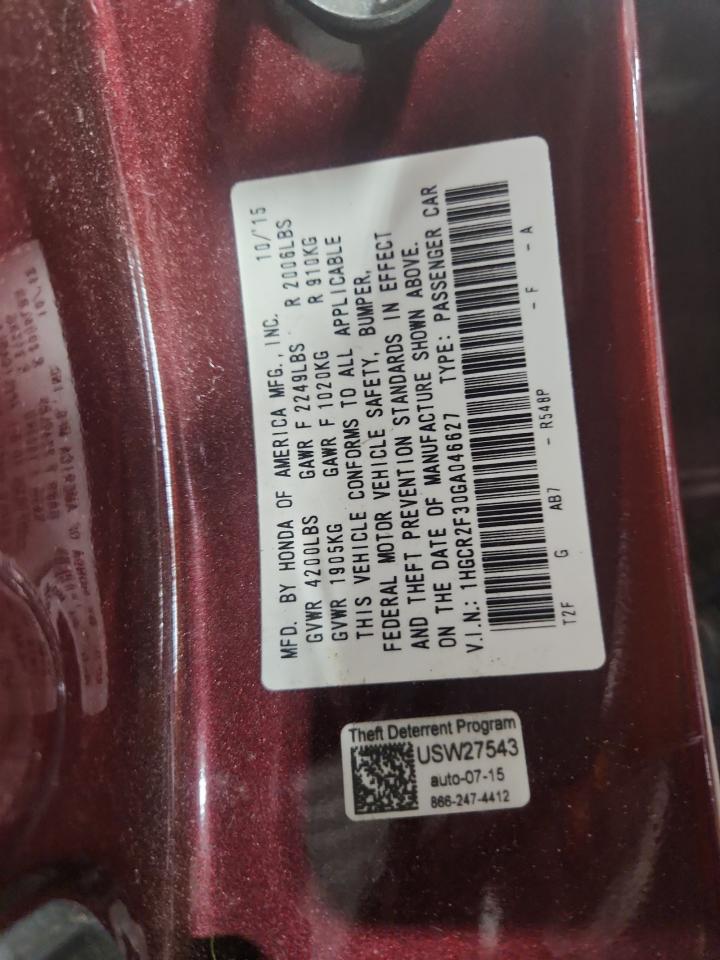 MFD. BY HONDA OF AMERICA MFG., INC. 10/'15
GVWR 4200LBS GAWR F 2249LBS R 2006LBS
GVWR 1905KG GAWR F 1020KG R 910KG
THIS VEHICLE CONFORMS TO ALL APPLICABLE
FEDERAL MOTOR VEHICLE SAFETY, BUMPER,
AND THEFT PREVENTION STANDARDS IN EFFECT
ON THE DATE OF MANUFACTURE SHOWN ABOVE.
V.I.N.: 1HGCR2F30GA046627 TYPE: PASSENGER CAR
T2F G AB7 - R548P - F - A
Theft Deterrent Program
USW27543
auto-07-15
866-247-4412